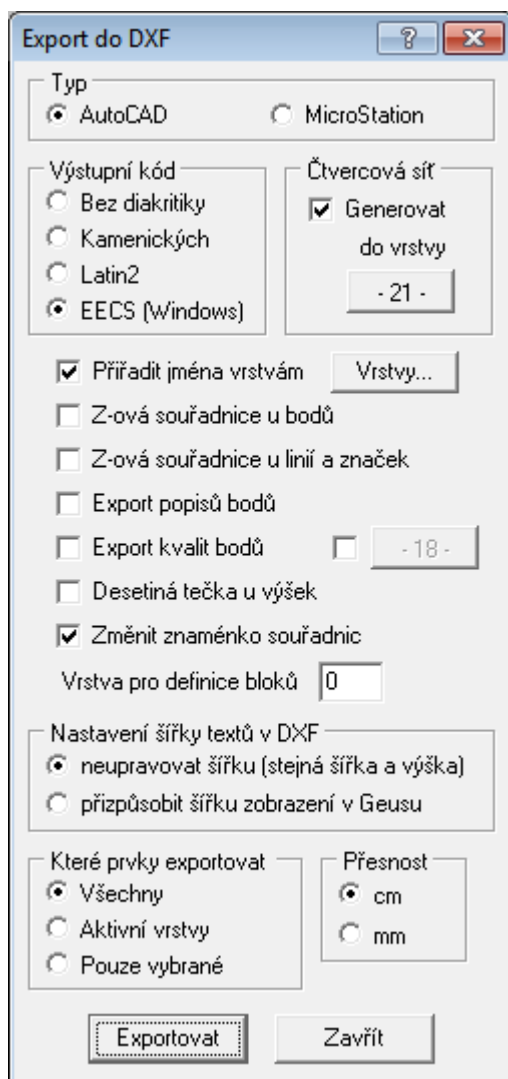 Export do DXF
Typ
AutoCAD MicroStation
Výstupní kód
Bez diakritiky
Kamenických
Latin2
EECS (Windows)
Čtvercová síť
Generovat
do vrstvy
- 21 -
Přířadit jména vrstvám Vrstvy...
Z-ová souřadnice u bodů
Z-ová souřadnice u linií a značek
Export popisů bodů
Export kvalit bodů - 18 -
Desetiná tečka u výšek
Změnit znaménko souřadnic
Vrstva pro definice bloků 0
Nastavení šířky textů v DXF
neupravovat šířku (stejná šířka a výška)
přizpůsobit šířku zobrazení v Geusu
Které prvky exportovat
Všechny
Aktivní vrstvy
Pouze vybrané
Přesnost
cm
mm
Exportovat Zavřít